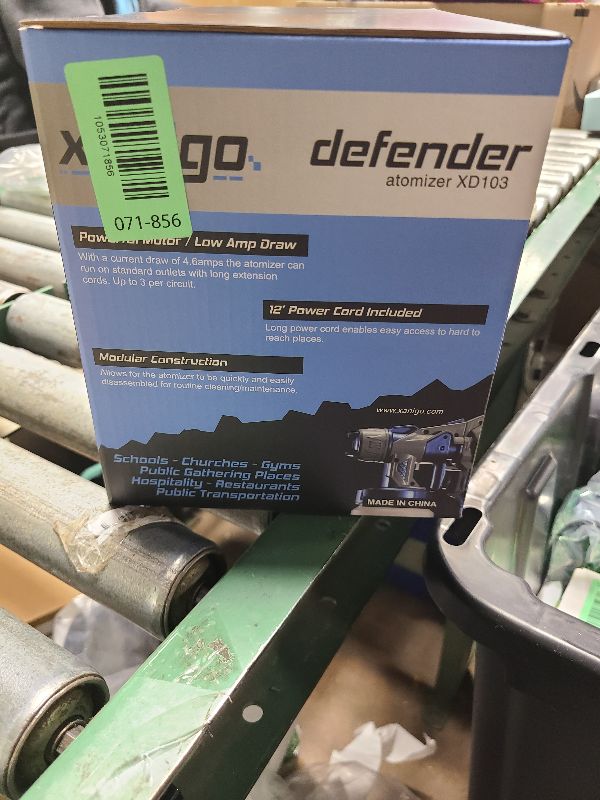 1053071856
071-856
defender
atomizer XD103
Motor / Low Amp Draw
With a current draw of 4.6amps the atomizer can
run on standard outlets with long extension
cords. Up to 3 per circuit.
12' Power Cord Included
Long power cord enables easy access to hard to
reach places.
Modular Construction
Allows for the atomizer to be quickly and easily
disassembled for routine cleaning/maintenance.
www.xanigo.com
Schools - Churches - Gyms
Public Gathering Places
Hospitality - Restaurants
Public Transportation
MADE IN CHINA